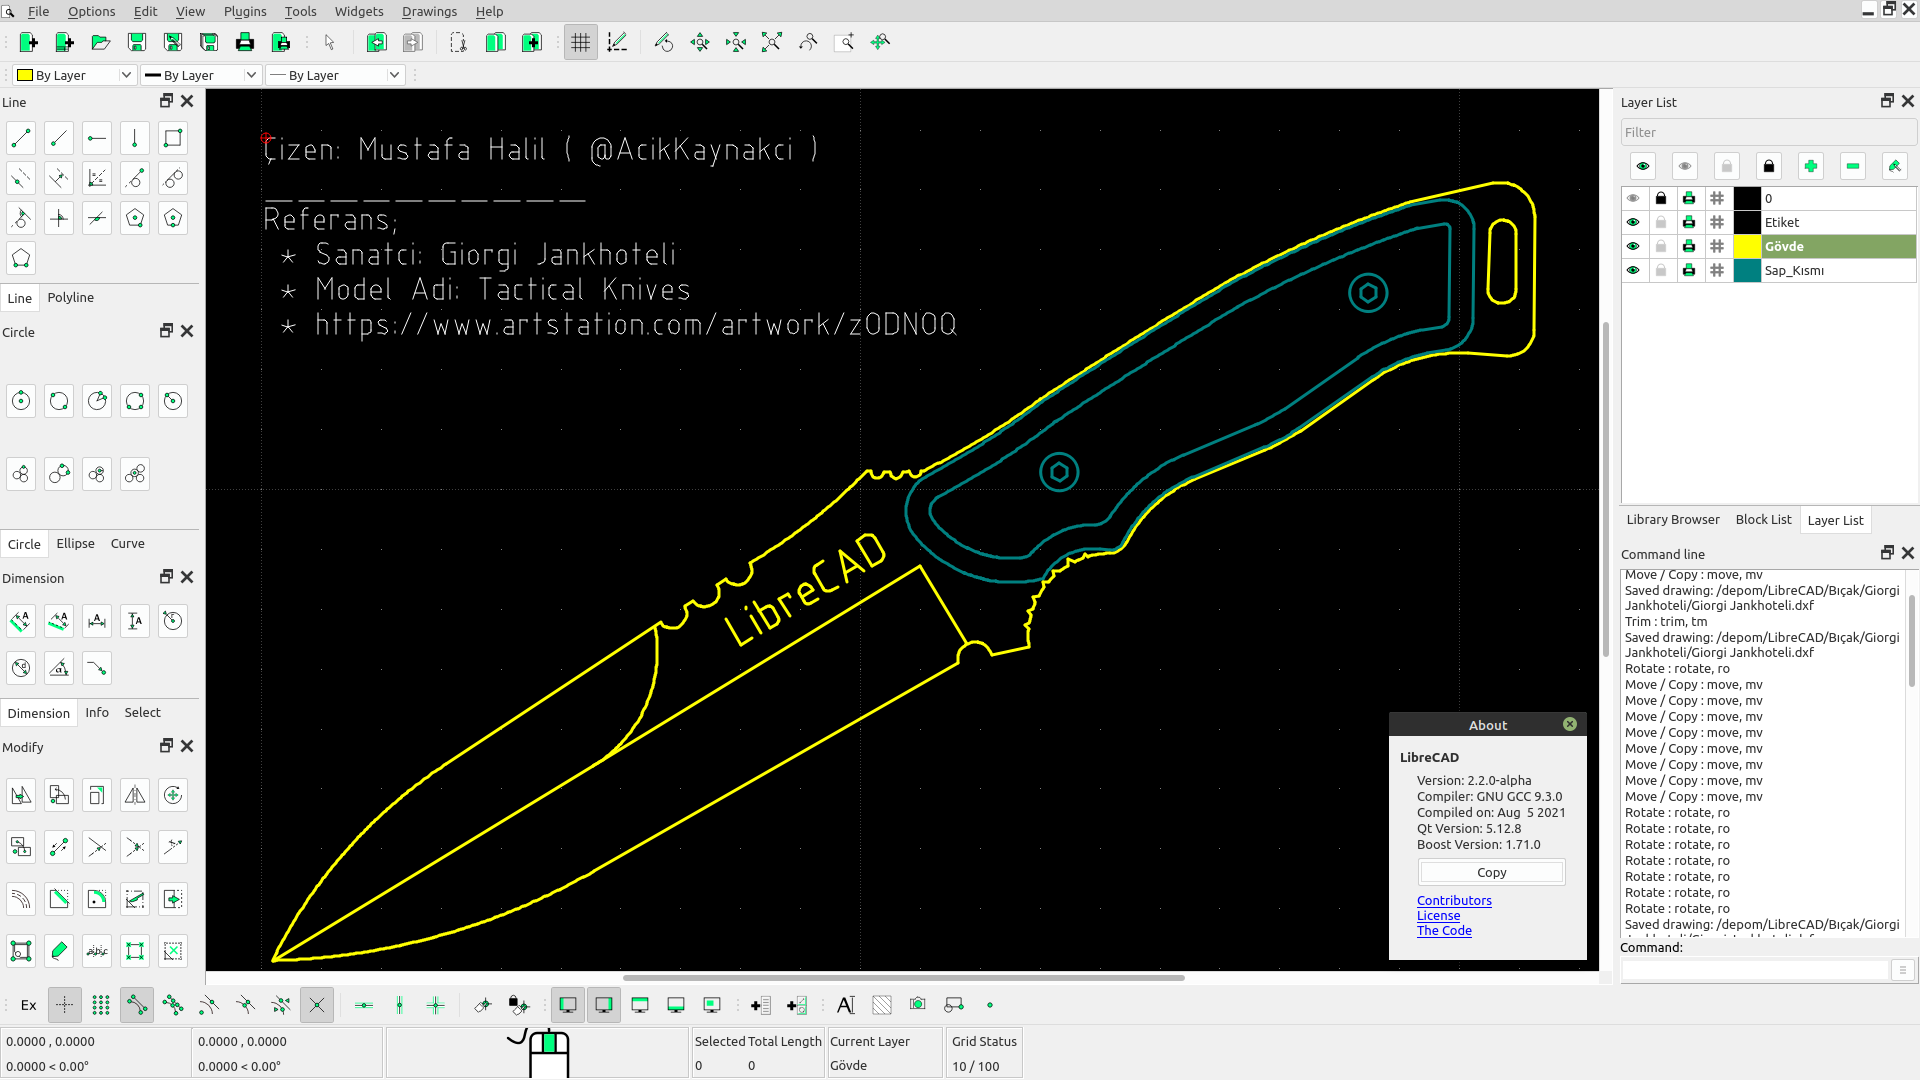 File Options Edit View Plugins Tools Widgets Drawings Help
By Layer By Layer By Layer
Line
Line Polyline
Circle
Circle Ellipse Curve
Dimension
Dimension Info Select
Modify
Çizen: Mustafa Halil ( @AcikKaynakci )
Referans;
* Sanatci: Giorgi Jankhoteli
* Model Adi: Tactical Knives
* https://www.artstation.com/artwork/zODNOQ
LibreCAD
About
LibreCAD
Version: 2.2.0-alpha
Compiler: GNU GCC 9.3.0
Compiled on: Aug 5 2021
Qt Version: 5.12.8
Boost Version: 1.71.0
Copy
Contributors
License
The Code
Layer List
Filter
0
Etiket
Gövde
Sap_Kısmı
Library Browser Block List Layer List
Command line
Move / Copy : move, mv
Saved drawing: /depom/LibreCAD/Bıçak/Giorgi
Jankhoteli/Giorgi Jankhoteli.dxf
Trim : trim, tm
Saved drawing: /depom/LibreCAD/Bıçak/Giorgi
Jankhoteli/Giorgi Jankhoteli.dxf
Rotate : rotate, ro
Move / Copy : move, mv
Move / Copy : move, mv
Move / Copy : move, mv
Move / Copy : move, mv
Move / Copy : move, mv
Move / Copy : move, mv
Move / Copy : move, mv
Move / Copy : move, mv
Rotate : rotate, ro
Rotate : rotate, ro
Rotate : rotate, ro
Rotate : rotate, ro
Rotate : rotate, ro
Rotate : rotate, ro
Rotate : rotate, ro
Saved drawing: /depom/LibreCAD/Bıçak/Giorgi
Command:
Ex
0.0000 , 0.0000 0.0000 , 0.0000 Selected Total Length Current Layer Grid Status
0.0000 < 0.00° 0.0000 < 0.00° 0 0 Gövde 10 / 100